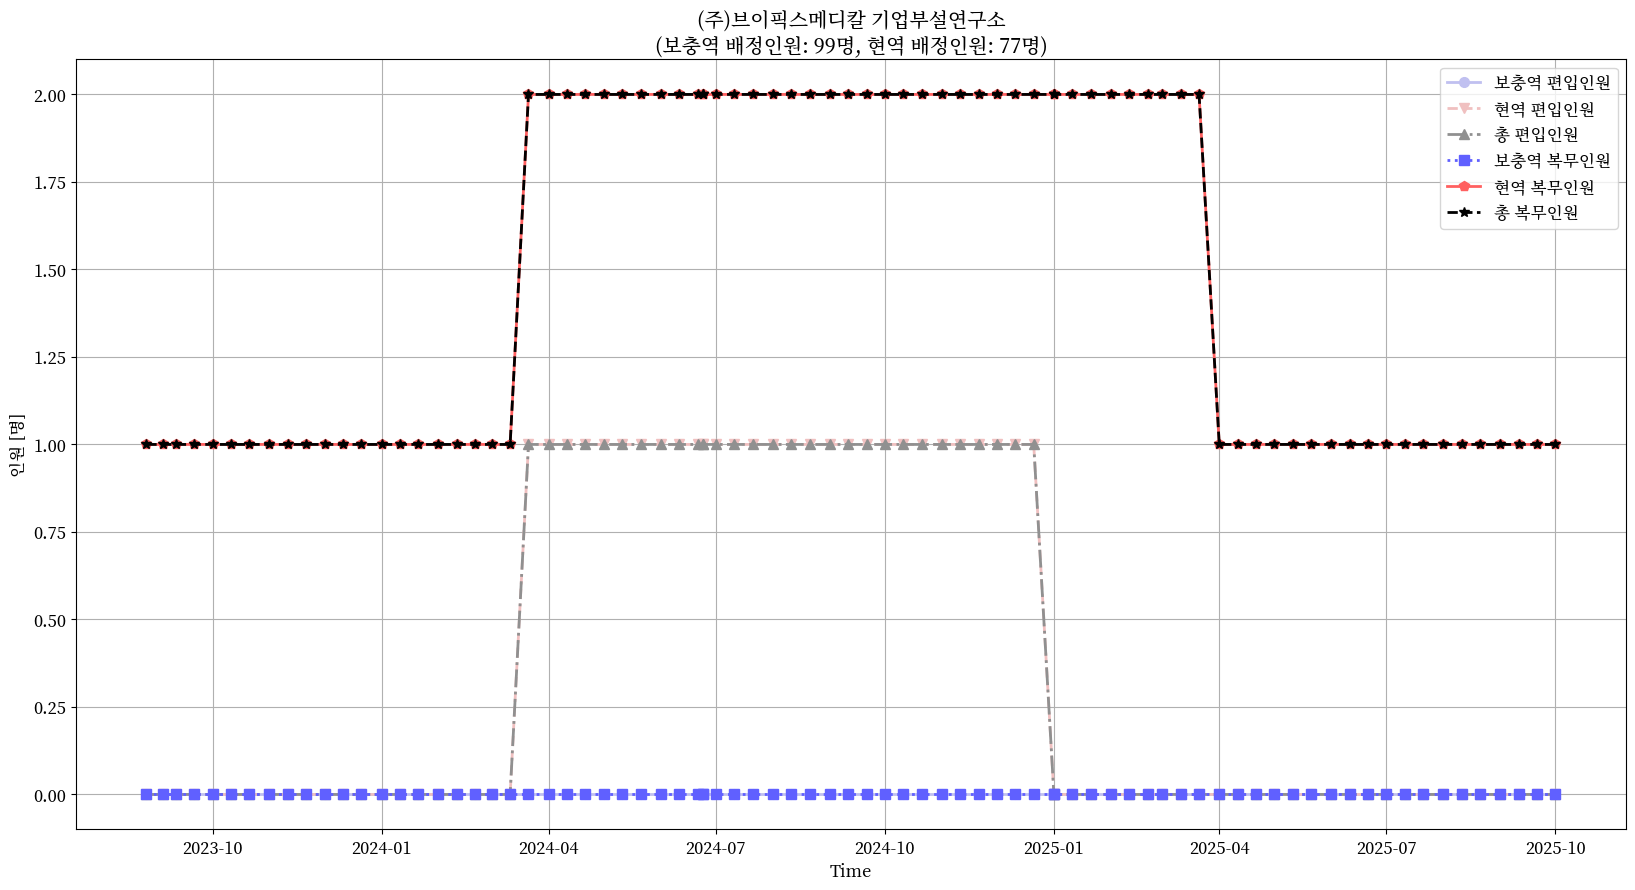 (주)브이픽스메디칼 기업부설연구소
(보충역 배정인원: 99명, 현역 배정인원: 77명)
보충역 편입인원
현역 편입인원
총 편입인원
보충역 복무인원
현역 복무인원
총 복무인원
인원 [명]
2.00
1.75
1.50
1.25
1.00
0.75
0.50
0.25
0.00
2023-10
2024-01
2024-04
2024-07
2024-10
2025-01
2025-04
2025-07
2025-10
Time